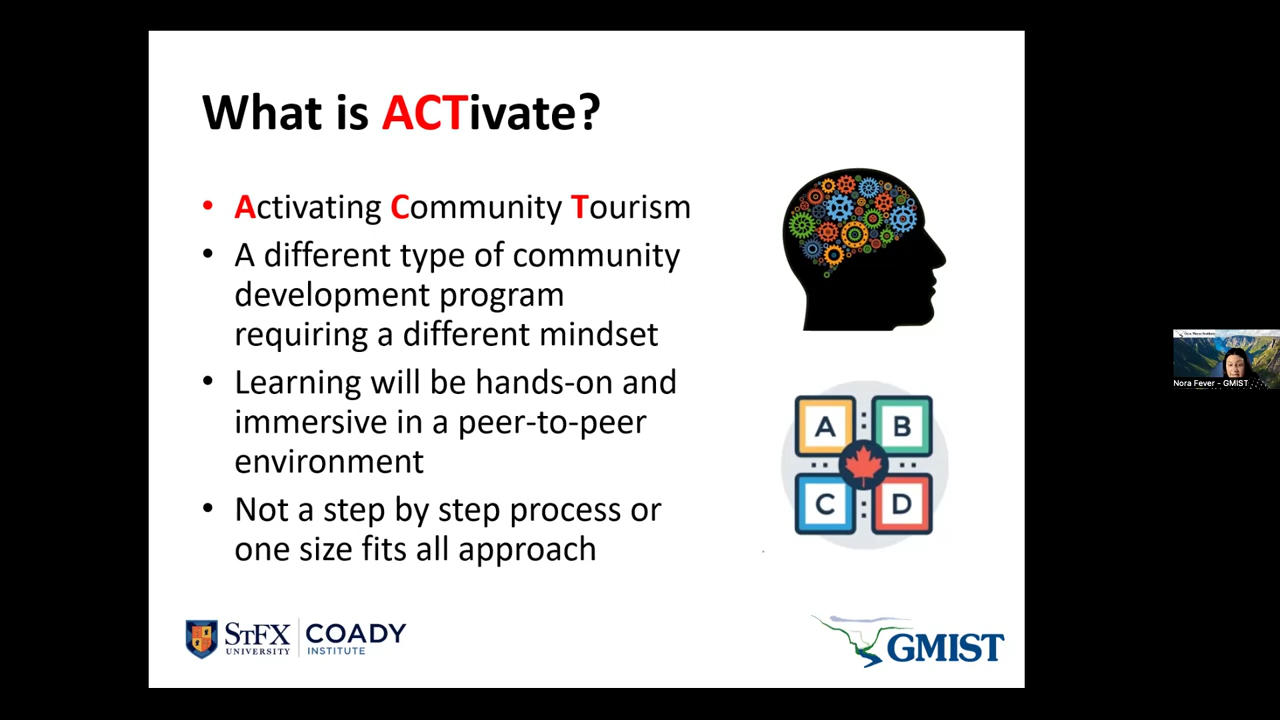 What is ACTivate?
• Activating Community Tourism
• A different type of community
development program
requiring a different mindset
• Learning will be hands-on and
immersive in a peer-to-peer
environment
• Not a step by step process or
one size fits all approach
A B
C D
STFX
UNIVERSITY
COADY
INSTITUTE
GMIST
Nora Fever - GMIST